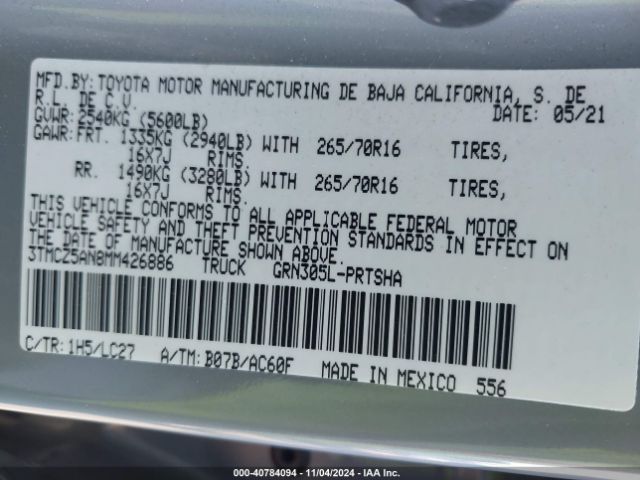 MFD.BY: TOYOTA MOTOR MANUFACTURING DE BAJA CALIFORNIA, S. DE
R.L. DE C.V. DATE: 05/21
GVWR: 2540KG (5600LB)
GAWR: FRT. 1335KG (2940LB) WITH 265/70R16 TIRES,
16X7J RIMS.
RR. 1490KG (3280LB) WITH 265/70R16 TIRES,
16X7J RIMS.
THIS VEHICLE CONFORMS TO ALL APPLICABLE FEDERAL MOTOR
VEHICLE SAFETY AND THEFT PREVENTION STANDARDS IN EFFECT ON
THE DATE OF MANUFACTURE SHOWN ABOVE.
3TMCZ5AN8MM426886 TRUCK GRN305L-PRTSHA
C/TR: 1H5/LC27 A/TM: B07B/AC60F MADE IN MEXICO 556
000-40784094 - 11/04/2024 - IAA Inc.